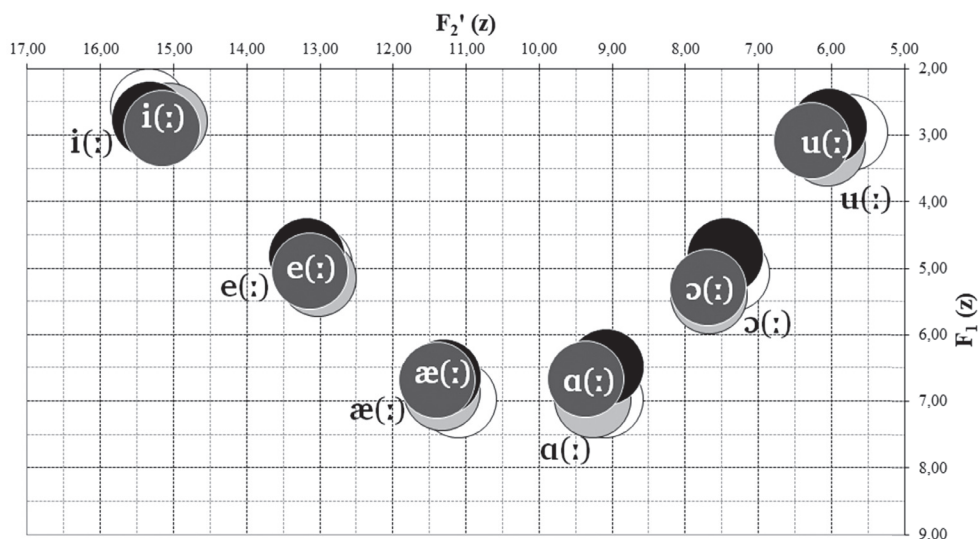 F₂' (z)
17,00 16,00 15,00 14,00 13,00 12,00 11,00 10,00 9,00 8,00 7,00 6,00 5,00
2,00
i(ː) u(ː)
i(ː) 3,00
u(ː)
4,00
e(ː) ɔ(ː)
e(ː) 5,00
ɔ(ː)
6,00
F₁ (z)
æ(ː) ɑ(ː)
æ(ː) 7,00
ɑ(ː)
8,00
9,00